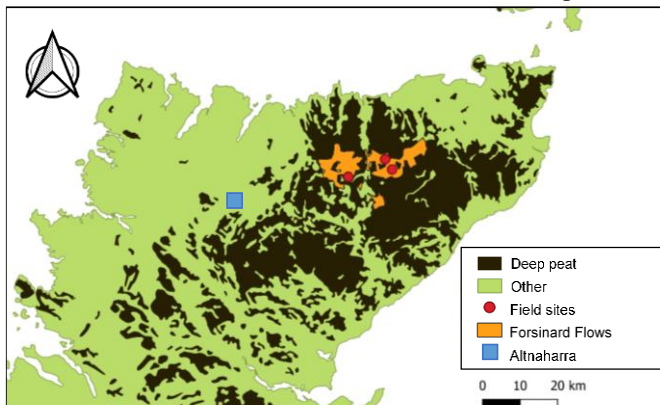 Deep peat
Other
Field sites
Forsinard Flows
Altnaharra
0 10 20 km